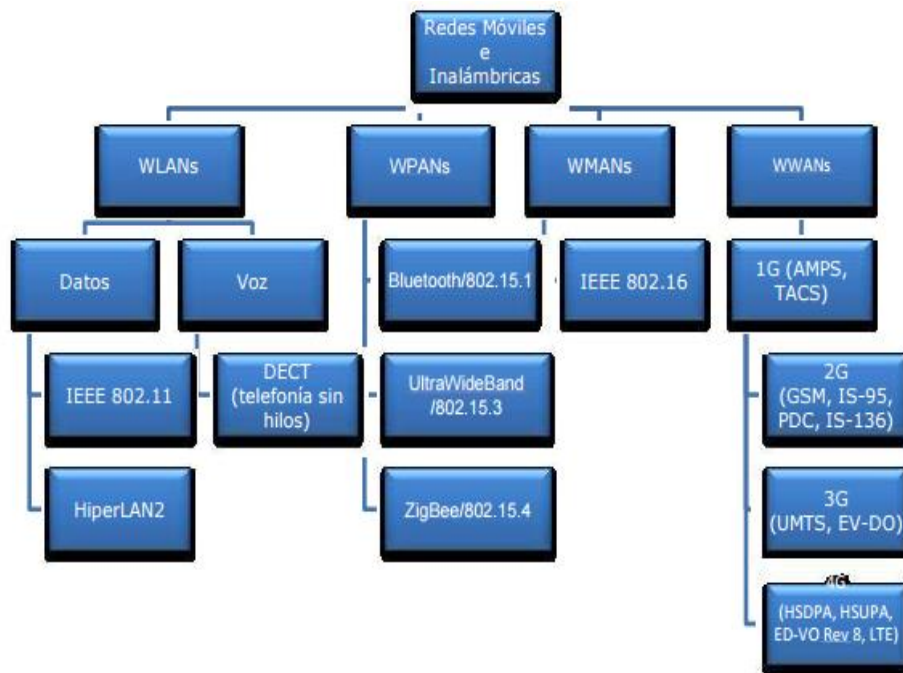 Redes Móviles
e
Inalámbricas
WLANs
WPANs
WMANs
WWANs
Datos
Voz
Bluetooth/802.15.1
IEEE 802.16
1G (AMPS,
TACS)
IEEE 802.11
DECT
(telefonía sin
hilos)
UltraWideBand
/802.15.3
2G
(GSM, IS-95,
PDC, IS-136)
HiperLAN2
ZigBee/802.15.4
3G
(UMTS, EV-DO)
4G
(HSDPA, HSUPA,
ED-VO Rev 8, LTE)